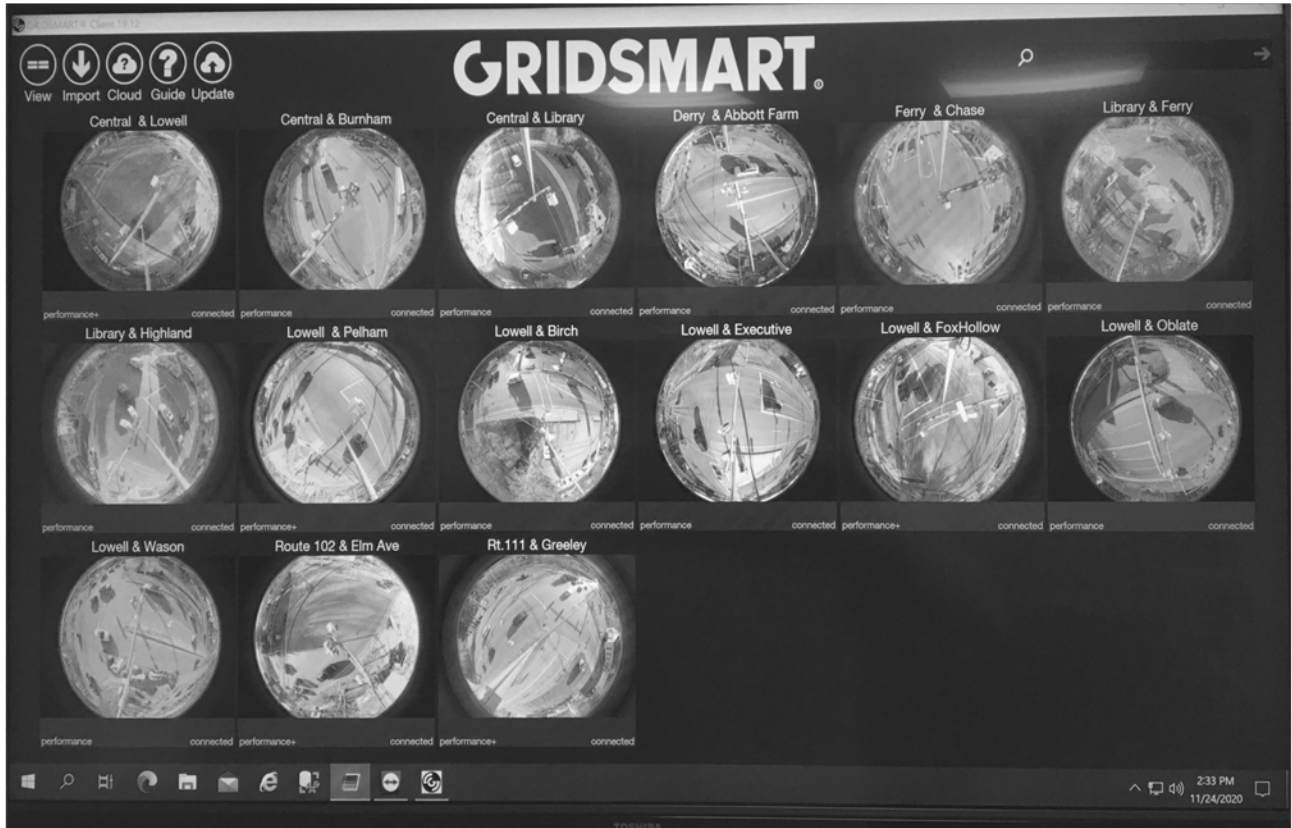 GRIDSMART® Client 19.12
GRIDSMART®
View Import Cloud Guide Update
Central & Lowell
Central & Burnham
Central & Library
Derry & Abbott Farm
Ferry & Chase
Library & Ferry
performance+ connected
performance connected
performance connected
performance connected
performance connected
performance connected
Library & Highland
Lowell & Pelham
Lowell & Birch
Lowell & Executive
Lowell & FoxHollow
Lowell & Oblate
performance connected
performance+ connected
performance connected
performance connected
performance+ connected
performance connected
Lowell & Wason
Route 102 & Elm Ave
Rt.111 & Greeley
performance connected
performance+ connected
performance+ connected
2:33 PM
11/24/2020
TOSHIBA